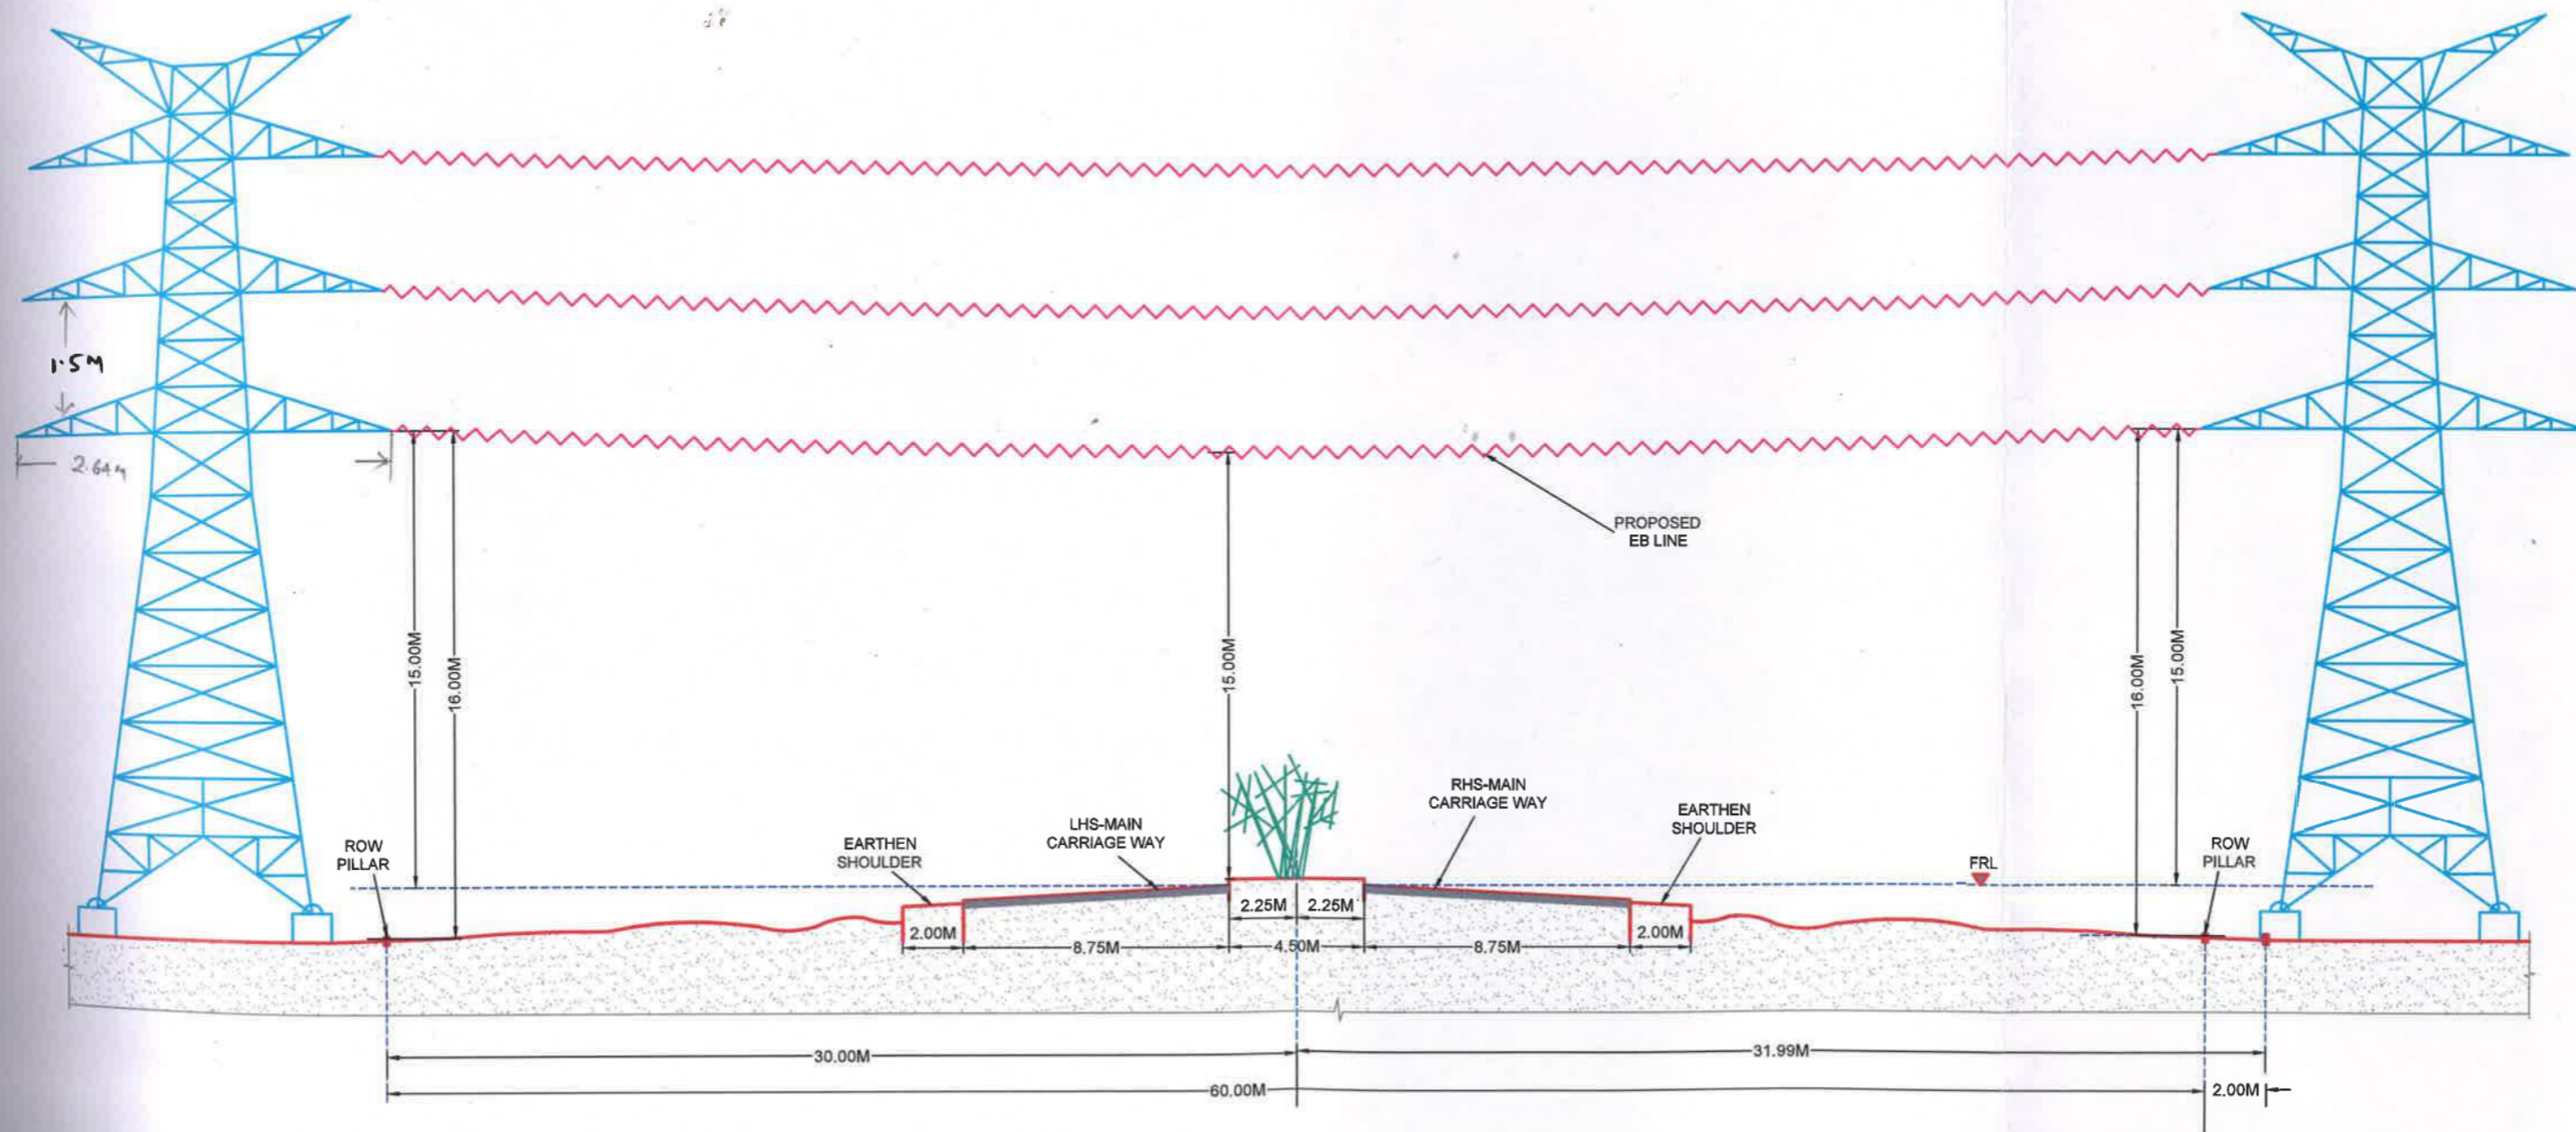 1.5M
2.64M
PROPOSED
EB LINE
15.00M
16.00M
15.00M
16.00M
15.00M
ROW
PILLAR
EARTHEN
SHOULDER
LHS-MAIN
CARRIAGE WAY
RHS-MAIN
CARRIAGE WAY
EARTHEN
SHOULDER
FRL
ROW
PILLAR
2.25M
2.25M
2.00M
8.75M
4.50M
8.75M
2.00M
30.00M
31.99M
60.00M
2.00M